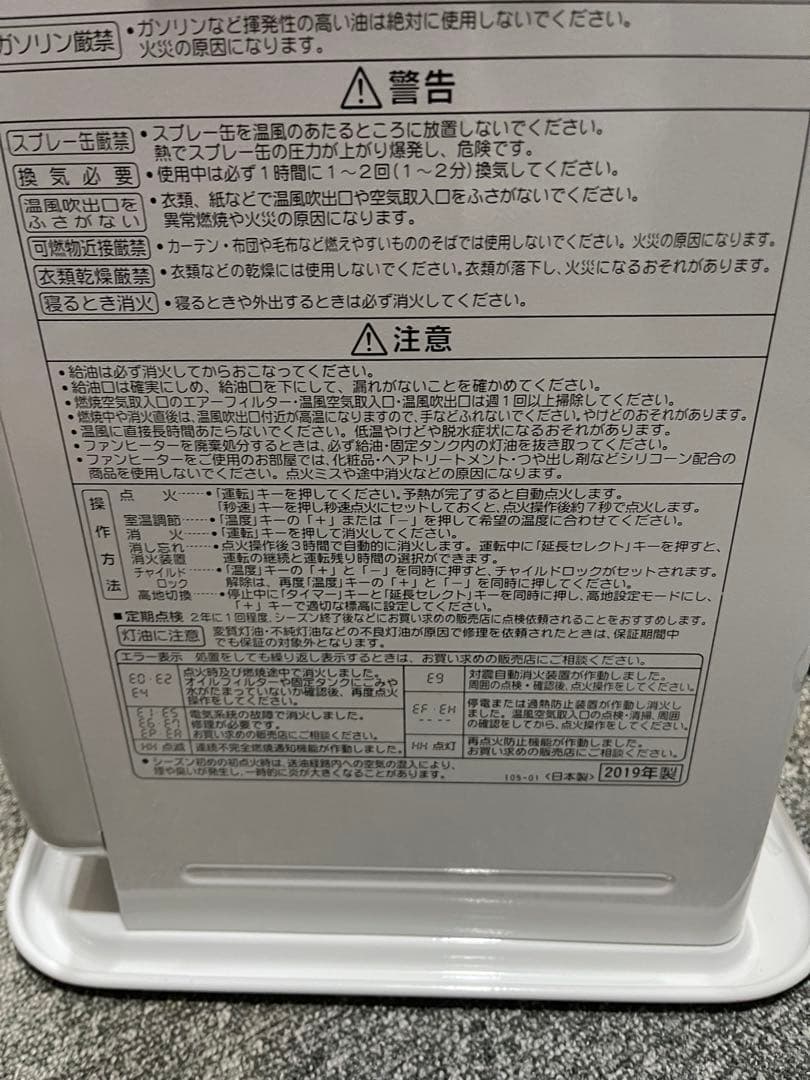 ガソリン厳禁 ・ガソリンなど揮発性の高い油は絶対に使用しないでください。
火災の原因になります。
警告
スプレー缶厳禁 ・スプレー缶を温風のあたるところに放置しないでください。
熱でスプレー缶の圧力が上がり爆発し、危険です。
換気必要 ・使用中は必ず1時間に1～2回(1～2分)換気してください。
温風吹出口を ・衣類、紙などで温風吹出口や空気取入口をふさがないでください。
ふさがない 異常燃焼や火災の原因になります。
可燃物近接厳禁 ・カーテン・布団や毛布など燃えやすいもののそばでは使用しないでください。火災の原因になります。
衣類乾燥厳禁 ・衣類などの乾燥には使用しないでください。衣類が落下し、火災になるおそれがあります。
寝るとき消火 ・寝るときや外出するときは必ず消火してください。
注意
・給油は必ず消火してからおこなってください。
・給油口は確実にしめ、給油口を下にして、漏れがないことを確かめてください。
・燃焼空気取入口のエアーフィルター・温風空気取入口・温風吹出口は週1回以上掃除してください。
・燃焼中や消火直後は、温風吹出口付近が高温になりますので、手などふれないでください。やけどのおそれがあります。
・温風に直接長時間あたらないでください。低温やけどや脱水症状になるおそれがあります。
・ファンヒーターを廃棄処分するときは、必ず給油・固定タンク内の灯油を抜き取ってください。
・ファンヒーターをご使用のお部屋では、化粧品・ヘアトリートメント・つや出し剤などシリコーン配合の
商品を使用しないでください。点火ミスや途中消火などの原因になります。
操作方法
点火・・・・・「運転」キーを押してください。予熱が完了すると自動点火します。
「秒速」キーを押し秒速点火にセットしておくと、点火操作後約7秒で点火します。
室温調節・・・・・「温度」キーの「＋」または「－」を押して希望の温度に合わせてください。
消火・・・・・「運転」キーを押して消火してください。
消し忘れ・・・・・点火操作後3時間で自動的に消火します。運転中に「延長セレクト」キーを押すと、
消火装置 運転の継続と運転残り時間の選択ができます。
チャイルド・・・・・「温度」キーの「＋」と「－」を同時に押すと、チャイルドロックがセットされます。
ロック 解除は、再度「温度」キーの「＋」と「－」を同時に押してください。
高地切換・・・・・停止中に「タイマー」キーと「延長セレクト」キーを同時に押し、高地設定モードにし、
「＋」キーで適切な標高に設定してください。
■定期点検 2年に1回程度、シーズン終了後などにお買い求めの販売店に点検依頼されることをおすすめします。
灯油に注意 変質灯油・不純灯油などの不良灯油が原因で修理を依頼されたときは、保証期間中
でも保証の対象外となります。
エラー表示 処置をしても繰り返し表示するときは、お買い求めの販売店にご相談ください。
E0・E2
E4
点火時及び燃焼途中で消火しました。
オイルフィルターや固定タンクにごみや
水がたまっていないか確認後、再度点火
操作をしてください。
E9
対震自動消火装置が作動しました。
周囲の点検・確認後、点火操作をしてください。
E1・E5
E6・E7
EP・EA
電気系統の故障で消火しました。
修理が必要です。
お買い求めの販売店にご相談ください。
EF・EH
----
停電または過熱防止装置が作動し消火し
ました。温風空気取入口の点検・清掃、周囲
の確認をしてから、点火操作をしてください。
HH 点滅 連続不完全燃焼通知機能が作動しました。
HH 点灯
再点火防止機能が作動しました。
お買い求めの販売店にご相談ください。
・シーズン初めの初点火時は、送油経路内への空気の混入により、
煙や臭いが発生し、一時的に炎が大きくなることがあります。
105-01 〈日本製〉 2019年製